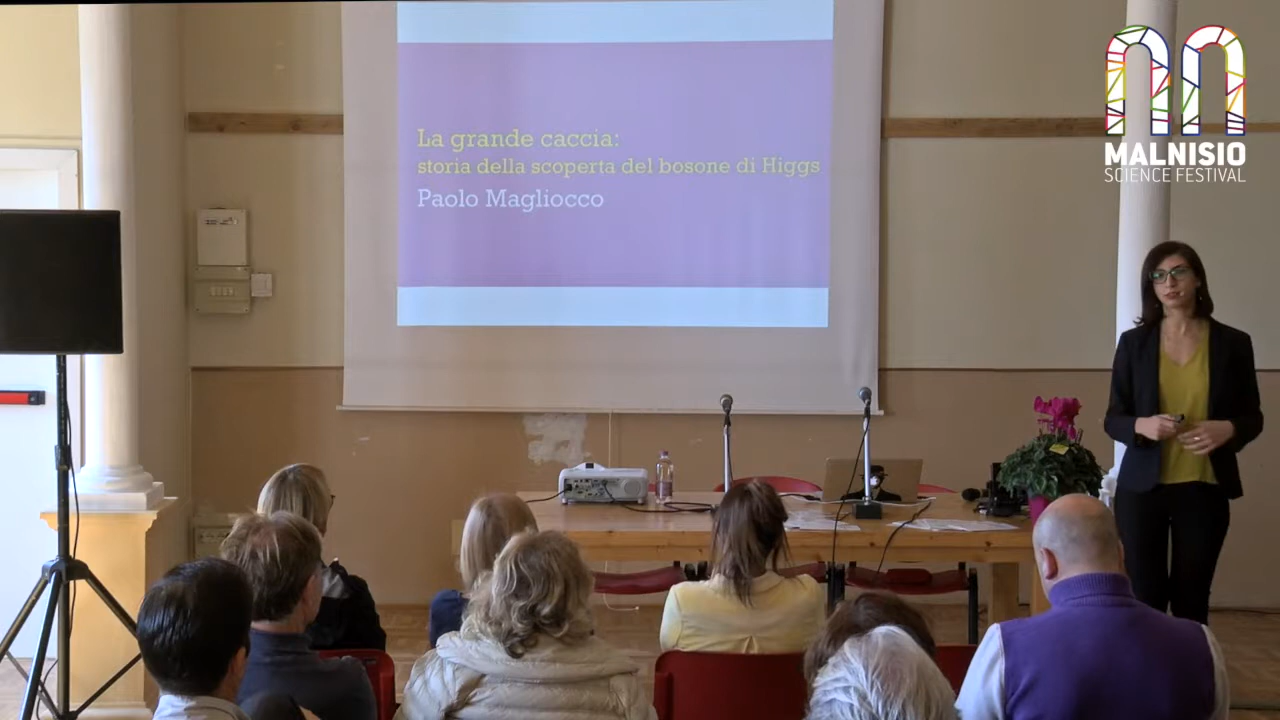 La grande caccia:
storia della scoperta del bosone di Higgs
Paolo Magliocco
MALNISIO
SCIENCE FESTIVAL